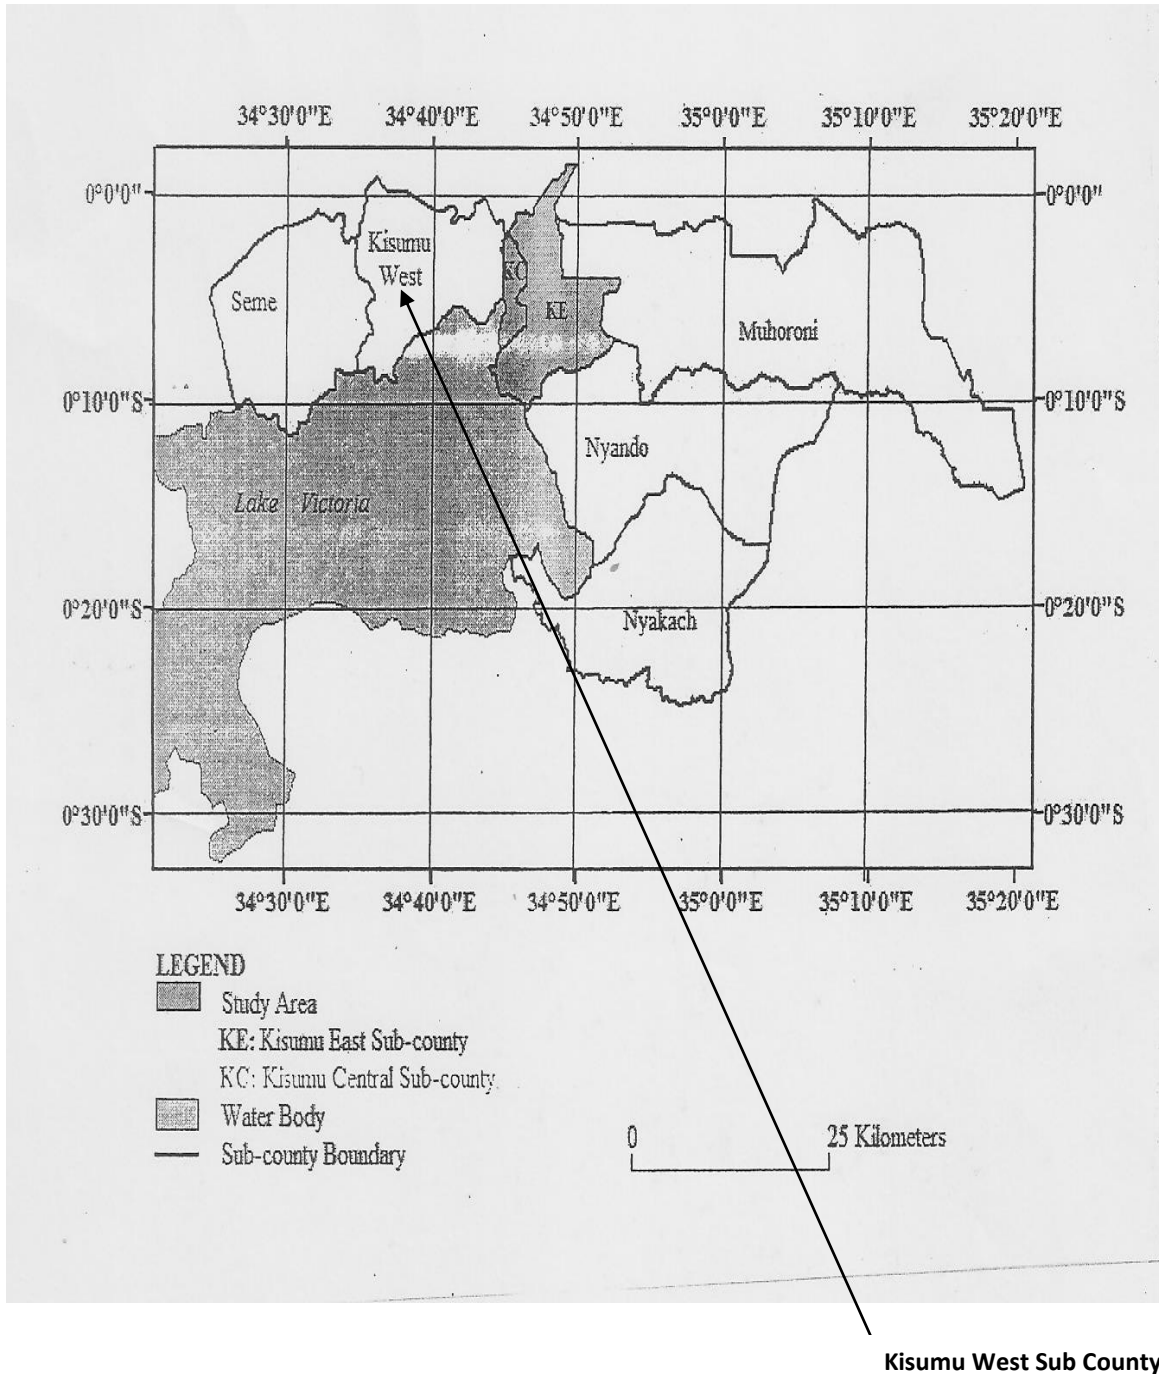 34°30'0"E 34°40'0"E 34°50'0"E 35°0'0"E 35°10'0"E 35°20'0"E
0°0'0" 0°0'0"
Kisumu
West
KC
Seme
KE
Muhoroni
0°10'0"S 0°10'0"S
Nyando
Lake Victoria
0°20'0"S 0°20'0"S
Nyakach
0°30'0"S 0°30'0"S
34°30'0"E 34°40'0"E 34°50'0"E 35°0'0"E 35°10'0"E 35°20'0"E
LEGEND
Study Area
KE: Kisumu East Sub-county
KC: Kisumu Central Sub-county
Water Body
Sub-county Boundary
0 25 Kilometers
Kisumu West Sub County